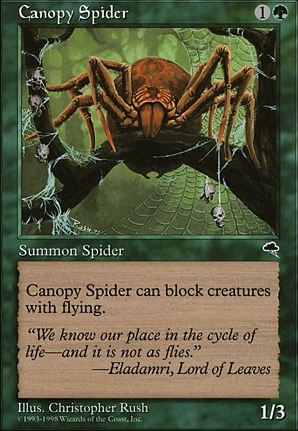 Canopy Spider 1
Summon Spider
Canopy Spider can block creatures
with flying.
“We know our place in the cycle of
life—and it is not as flies.”
—Eladamri, Lord of Leaves
Illus. Christopher Rush
©1993-1998 Wizards of the Coast, Inc.
1/3